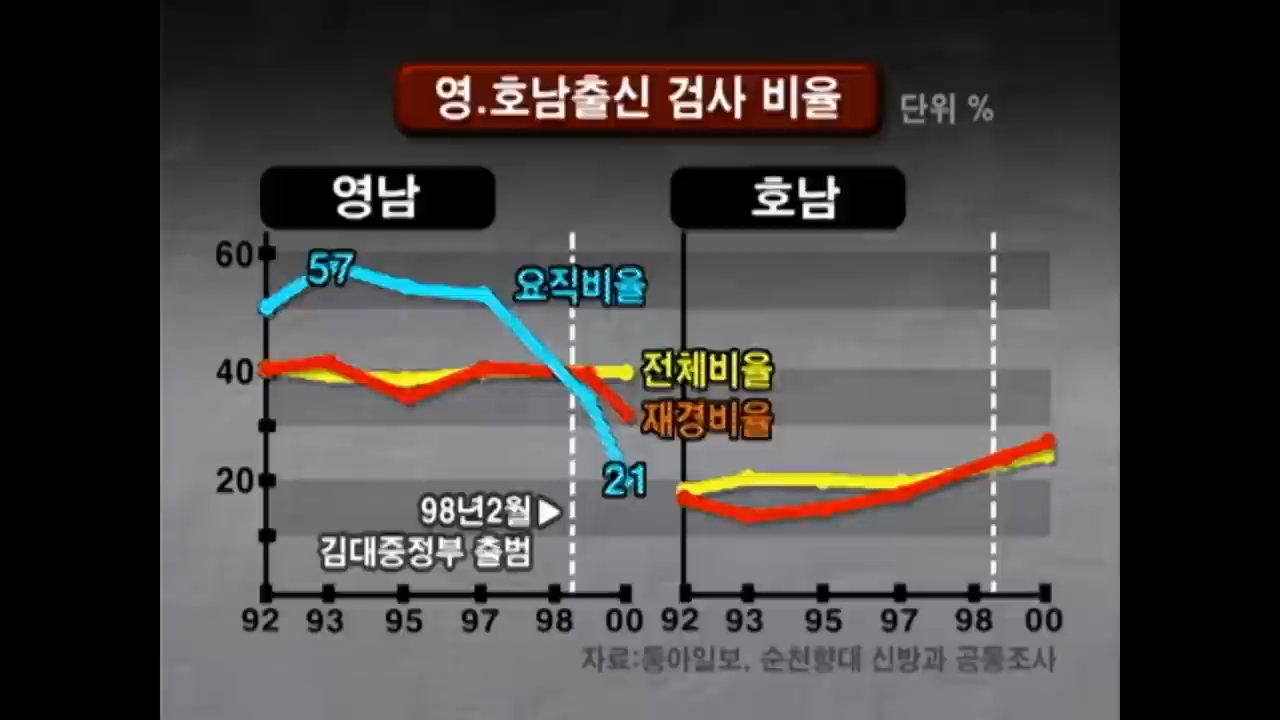 영.호남출신 검사 비율
단위 %
영남
호남
60
40
20
57
요직비율
전체비율
재경비율
21
98년2월▶
김대중정부 출범
92 93 95 97 98 00
92 93 95 97 98 00
자료:동아일보, 순천향대 신방과 공동조사